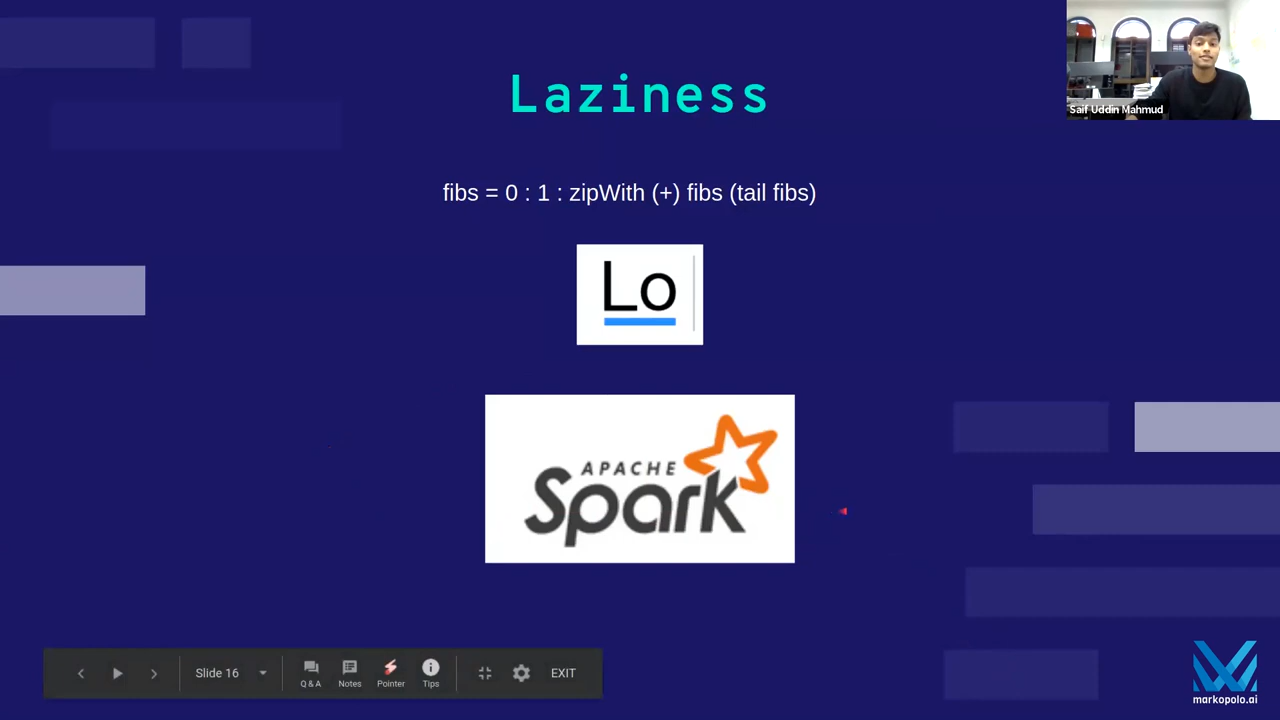 Laziness
Saif Uddin Mahmud
fibs = 0 : 1 : zipWith (+) fibs (tail fibs)
Lo
APACHE
Spark
Slide 16
Q & A
Notes
Pointer
Tips
EXIT
markopolo.ai